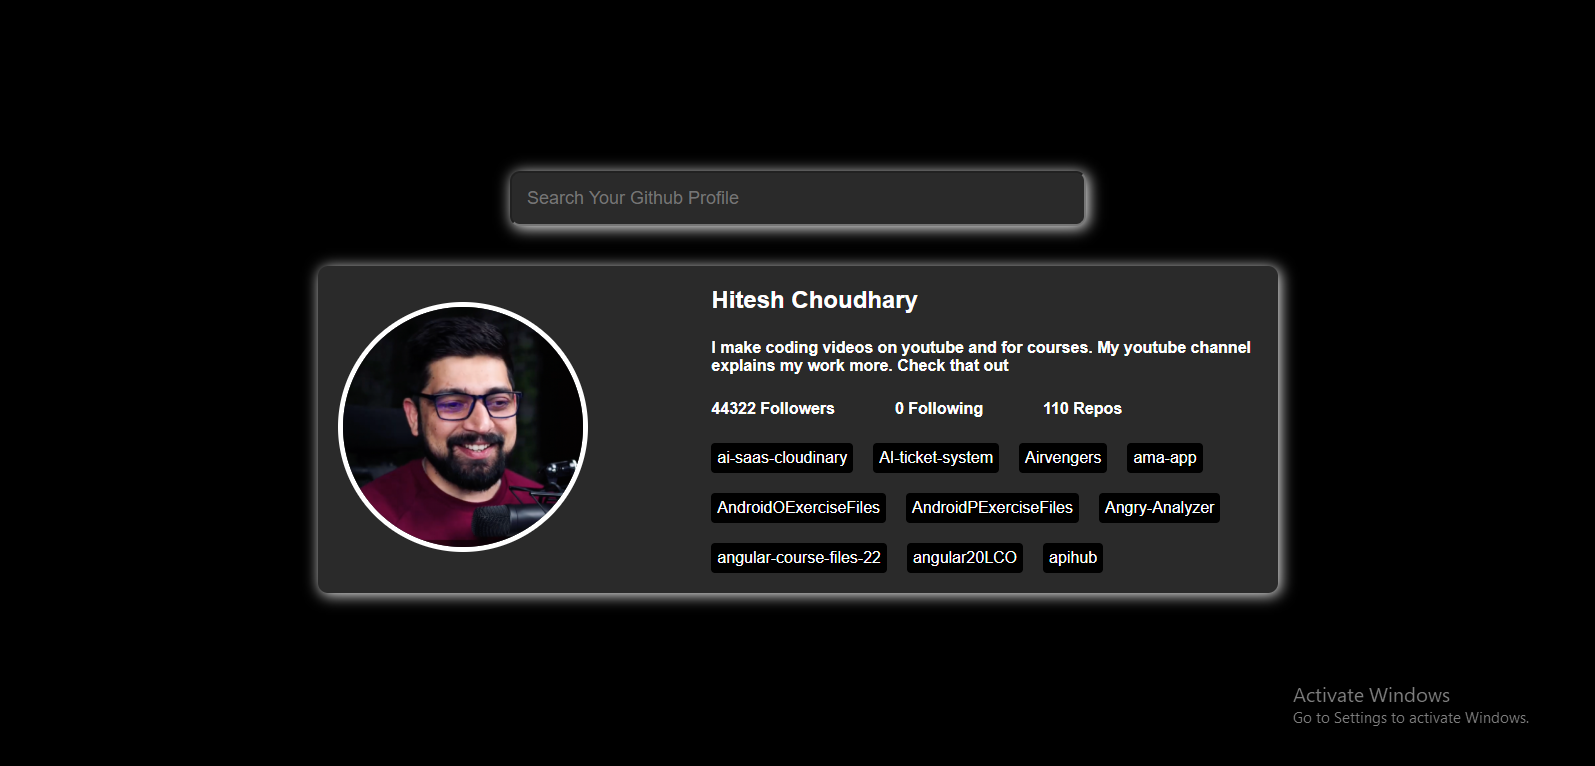 Search Your Github Profile
Hitesh Choudhary
I make coding videos on youtube and for courses. My youtube channel
explains my work more. Check that out
44322 Followers 0 Following 110 Repos
ai-saas-cloudinary AI-ticket-system Airvengers ama-app
AndroidOExerciseFiles AndroidPExerciseFiles Angry-Analyzer
angular-course-files-22 angular20LCO apihub
Activate Windows
Go to Settings to activate Windows.